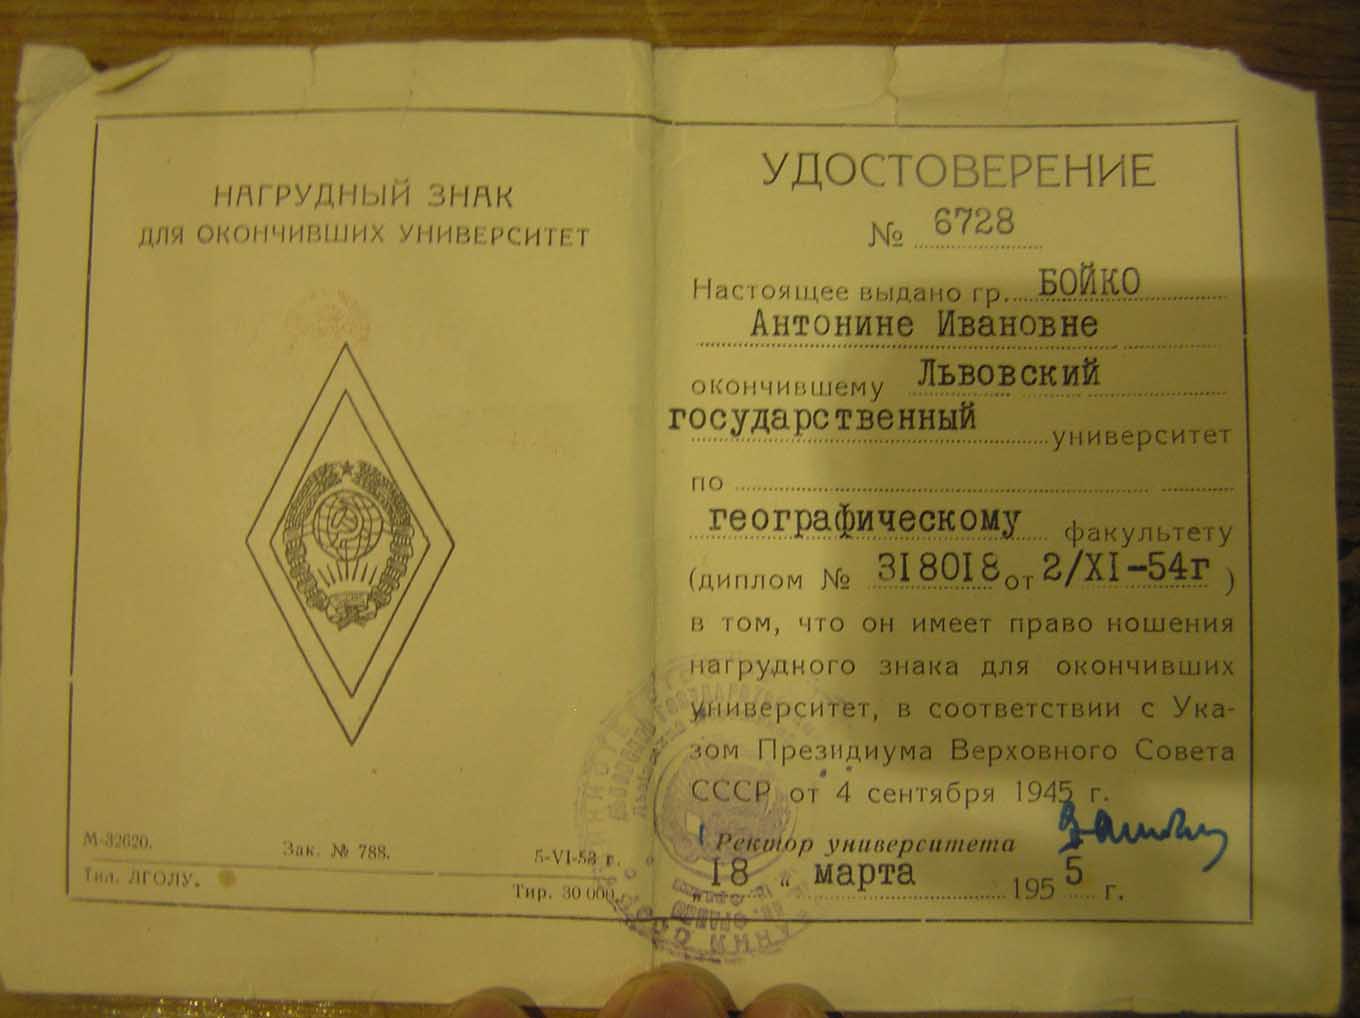 НАГРУДНЫЙ ЗНАК
ДЛЯ ОКОНЧИВШИХ УНИВЕРСИТЕТ
М-32620.
Зак. № 788.
5-VI-53 г.
Тип. ЛГОЛУ.
Тир. 30 000.
УДОСТОВЕРЕНИЕ
№ 6728
Настоящее выдано гр. БОЙКО
Антонине Ивановне
окончившему Львовский
государственный университет
по
географическому факультету
(диплом № 318018 от 2/XI-54г )
в том, что он имеет право ношения
нагрудного знака для окончивших
университет, в соответствии с Ука-
зом Президиума Верховного Совета
СССР от 4 сентября 1945 г.
Ректор университета
18 „ марта 1955 г.